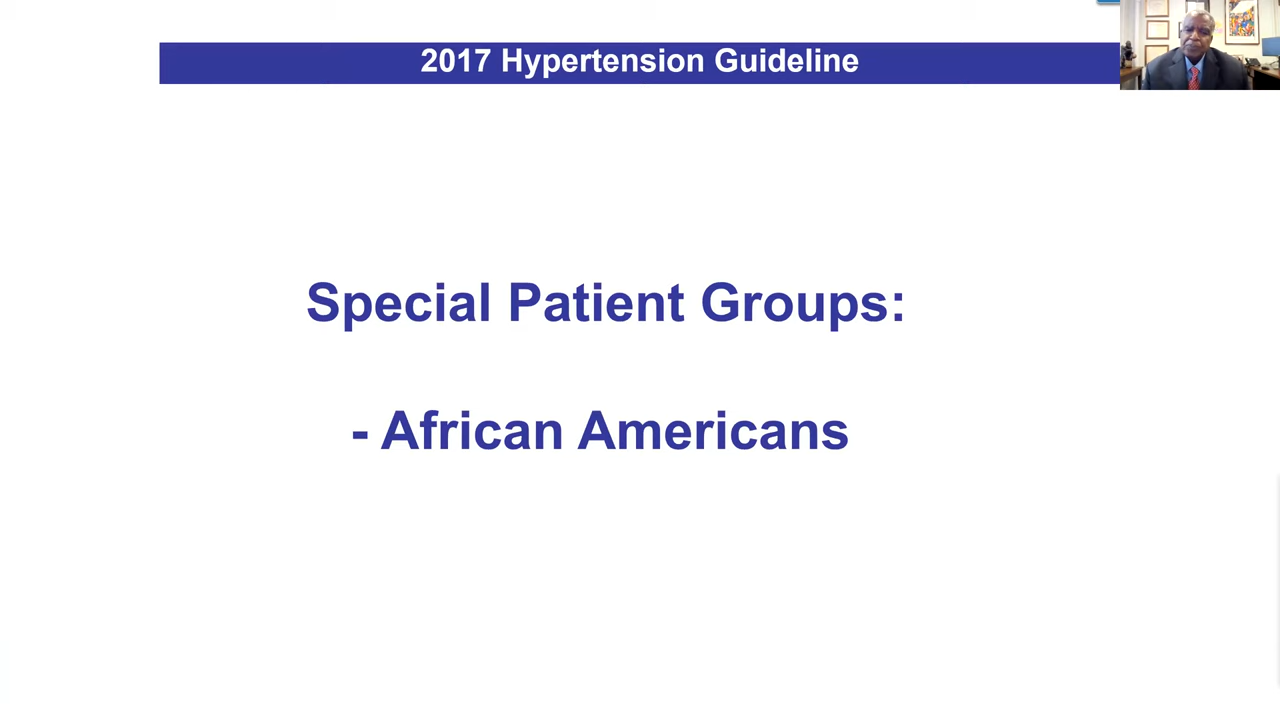 2017 Hypertension Guideline
Special Patient Groups:
- African Americans